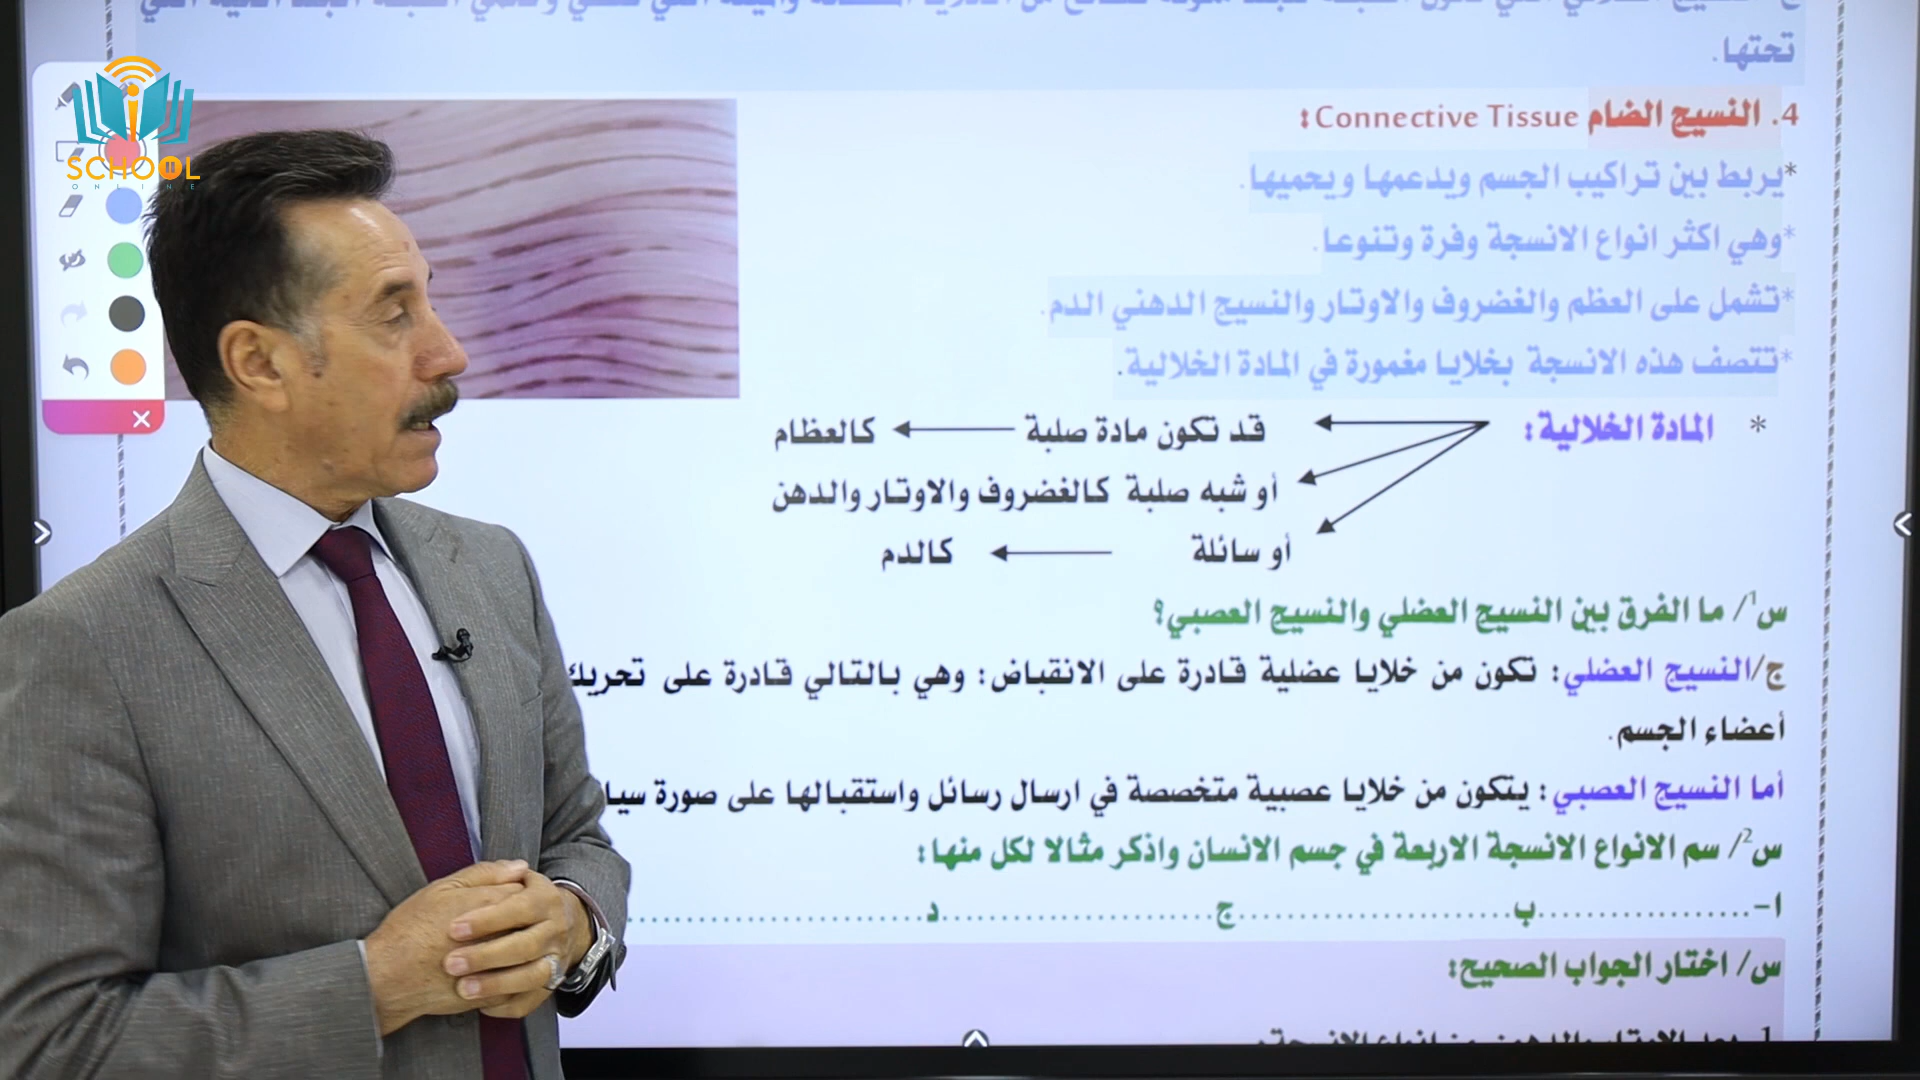 تحتها.
4. النسيج الضام Connective Tissue :
*يربط بين تراكيب الجسم ويدعمها ويحميها.
*وهي اكثر انواع الانسجة وفرة وتنوعا.
*تشمل على العظم والغضروف والاوتار والنسيج الدهني الدم.
*تتصف هذه الانسجة بخلايا مغمورة في المادة الخلالية.
* المادة الخلالية: قد تكون مادة صلبة كالعظام
أو شبه صلبة كالغضروف والاوتار والدهن
أو سائلة كالدم
س1/ ما الفرق بين النسيج العضلي والنسيج العصبي؟
ج/النسيج العضلي: تكون من خلايا عضلية قادرة على الانقباض: وهي بالتالي قادرة على تحريك
أعضاء الجسم.
أما النسيج العصبي: يتكون من خلايا عصبية متخصصة في ارسال رسائل واستقبالها على صورة
س2/ سم الانواع الانسجة الاربعة في جسم الانسان واذكر مثالا لكل منها:
ا-..................ب........................ج........................د..........................
س/ اختار الجواب الصحيح:
SCHOOL
ONLINE